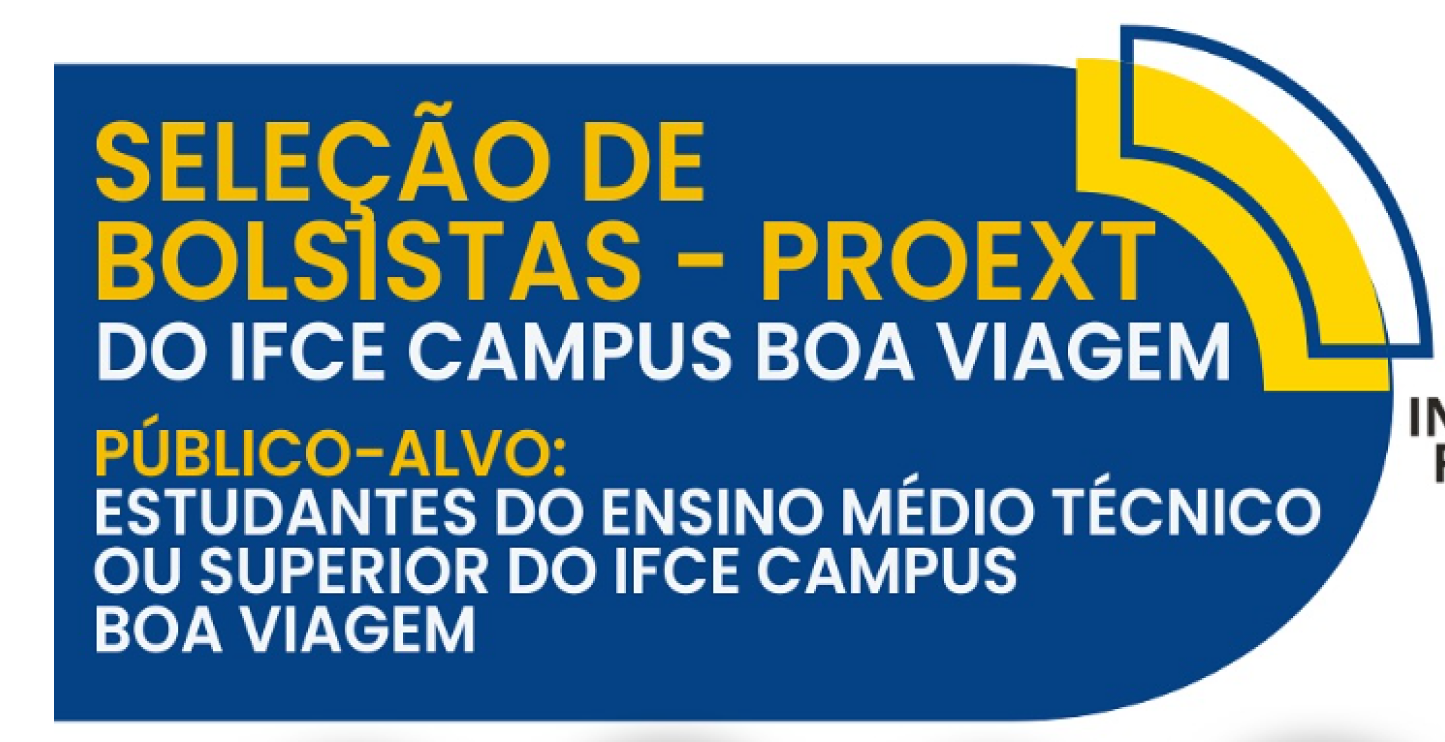 SELEÇÃO DE
BOLSISTAS - PROEXT
DO IFCE CAMPUS BOA VIAGEM
PÚBLICO-ALVO:
ESTUDANTES DO ENSINO MÉDIO TÉCNICO
OU SUPERIOR DO IFCE CAMPUS
BOA VIAGEM